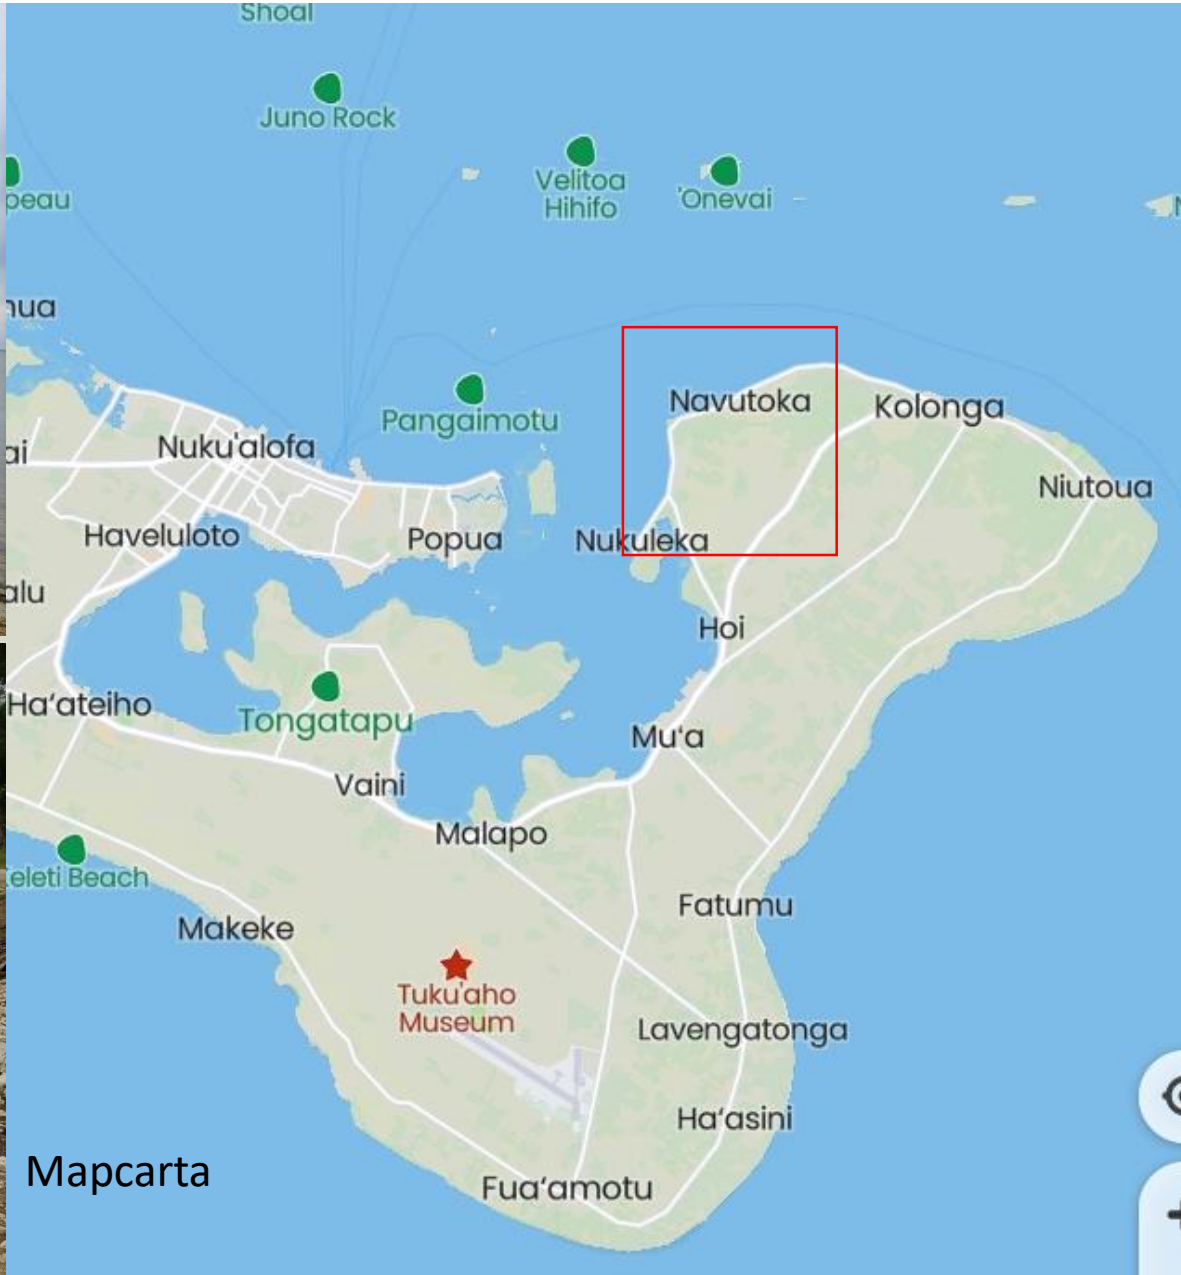 Shoal
Juno Rock
Velitoa
Hihifo
'Onevai
peau
nua
Navutoka
Kolonga
Pangaimotu
Nuku'alofa
ai
Niutoua
Haveluloto
Popua
Nukuleka
alu
Hoi
Ha‘ateiho
Tongatapu
Mu‘a
Vaini
Malapo
eleti Beach
Fatumu
Makeke
Tuku'aho
Museum
Lavengatonga
Ha‘asini
Mapcarta
Fua‘amotu